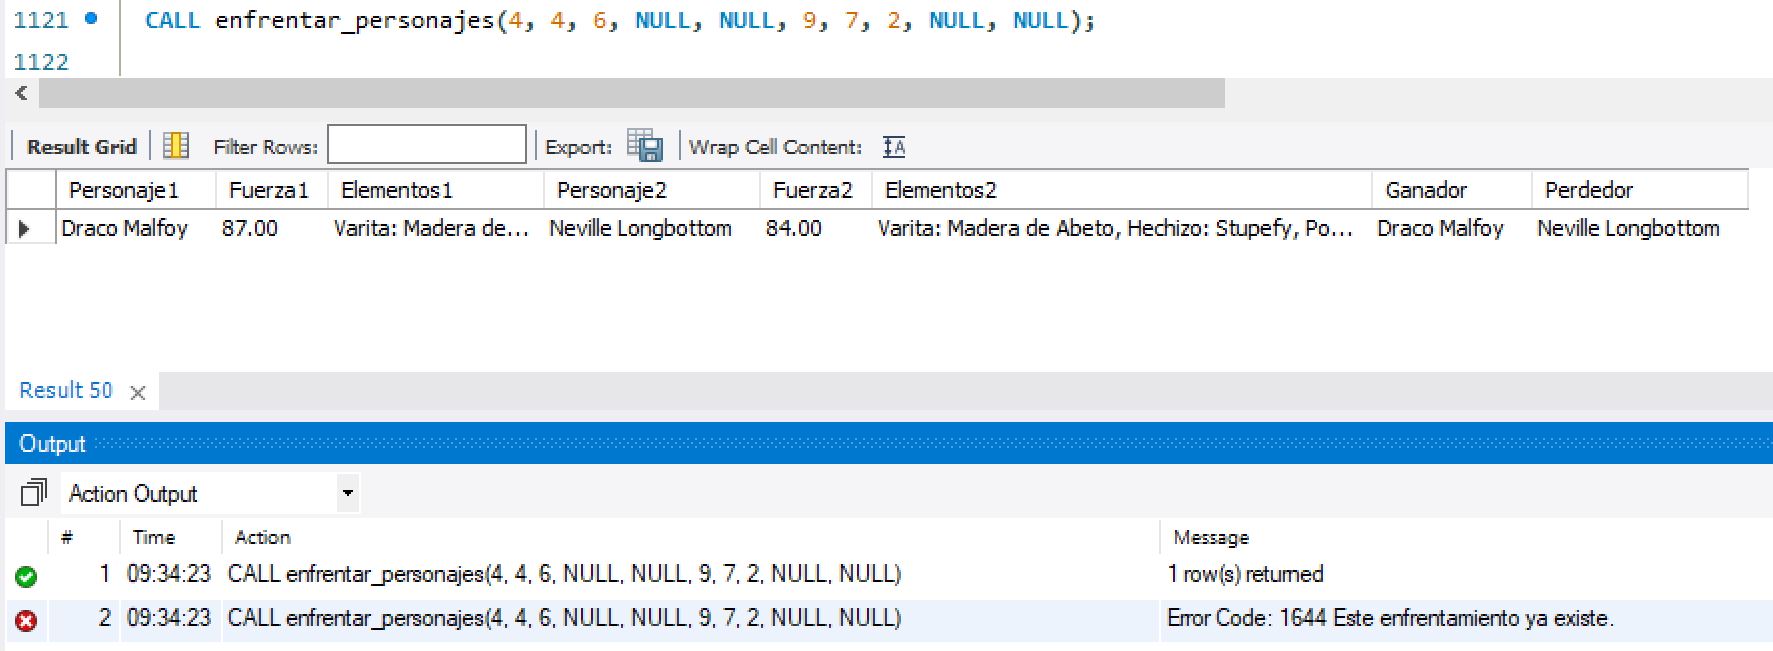 1121 CALL enfrentar_personajes(4, 4, 6, NULL, NULL, 9, 7, 2, NULL, NULL);
1122
Result Grid Filter Rows: Export: Wrap Cell Content: IA
Personaje1 Fuerza1 Elementos1 Personaje2 Fuerza2 Elementos2 Ganador Perdedor
Draco Malfoy 87.00 Varita: Madera de... Neville Longbottom 84.00 Varita: Madera de Abeto, Hechizo: Stupefy, Po... Draco Malfoy Neville Longbottom
Result 50
Output
Action Output
# Time Action Message
1 09:34:23 CALL enfrentar_personajes(4, 4, 6, NULL, NULL, 9, 7, 2, NULL, NULL) 1 row(s) returned
2 09:34:23 CALL enfrentar_personajes(4, 4, 6, NULL, NULL, 9, 7, 2, NULL, NULL) Error Code: 1644 Este enfrentamiento ya existe.